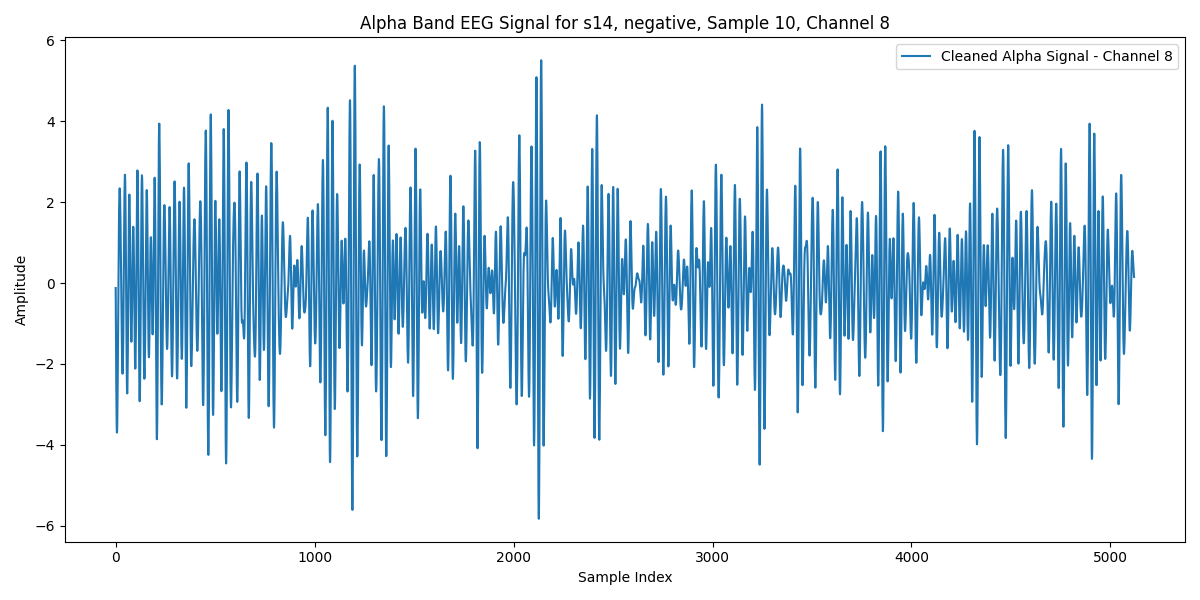 Alpha Band EEG Signal for s14, negative, Sample 10, Channel 8
Cleaned Alpha Signal - Channel 8
6
4
2
0
−2
−4
−6
Amplitude
0 1000 2000 3000 4000 5000
Sample Index